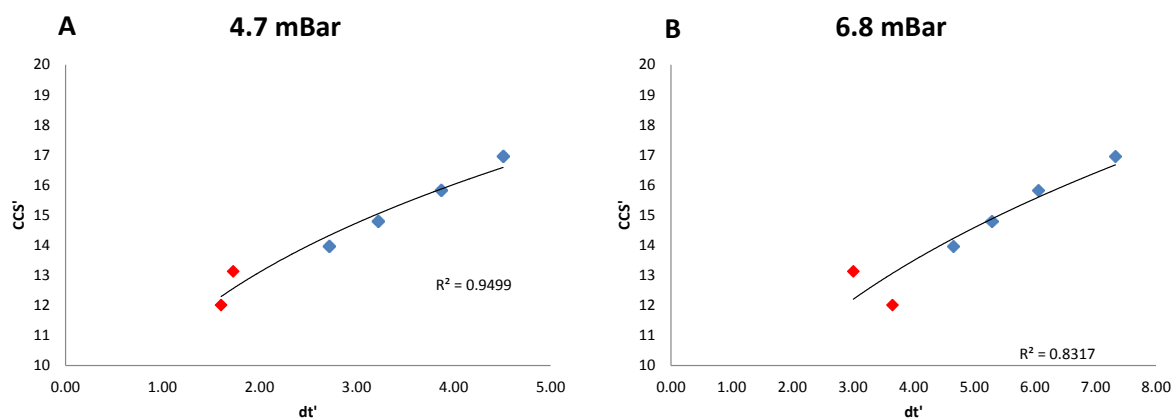 A
4.7 mBar
20
19
18
17
16
15
14
13
12
11
10
CCS'
R² = 0.9499
0.00 1.00 2.00 3.00 4.00 5.00
dt'
B
6.8 mBar
20
19
18
17
16
15
14
13
12
11
10
CCS'
R² = 0.8317
0.00 1.00 2.00 3.00 4.00 5.00 6.00 7.00 8.00
dt'